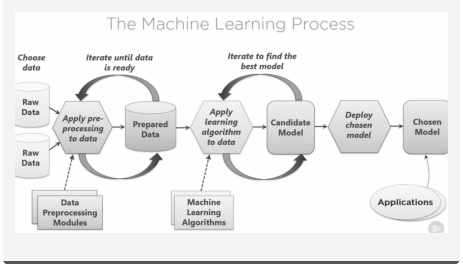 The Machine Learning Process
Choose
data
Iterate until data
is ready
Iterate to find the
best model
Raw
Data
Raw
Data
Apply pre-
processing
to data
Prepared
Data
Apply
learning
algorithm
to data
Candidate
Model
Deploy
chosen
model
Chosen
Model
Data
Preprocessing
Modules
Machine
Learning
Algorithms
Applications